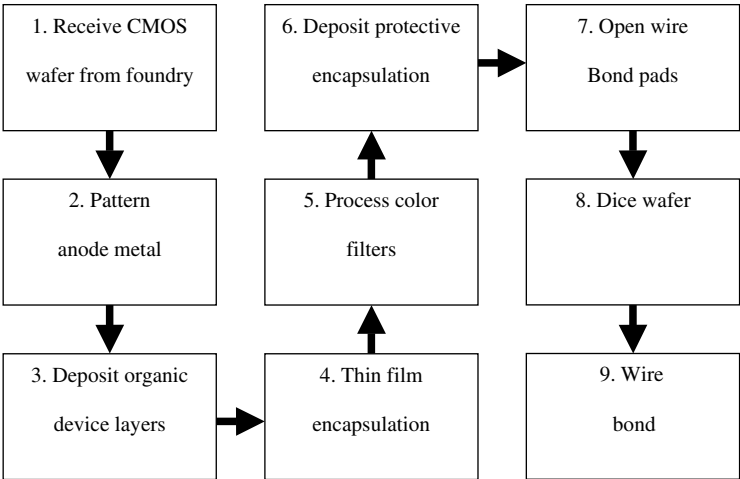 1. Receive CMOS
wafer from foundry
2. Pattern
anode metal
3. Deposit organic
device layers
4. Thin film
encapsulation
5. Process color
filters
6. Deposit protective
encapsulation
7. Open wire
Bond pads
8. Dice wafer
9. Wire
bond